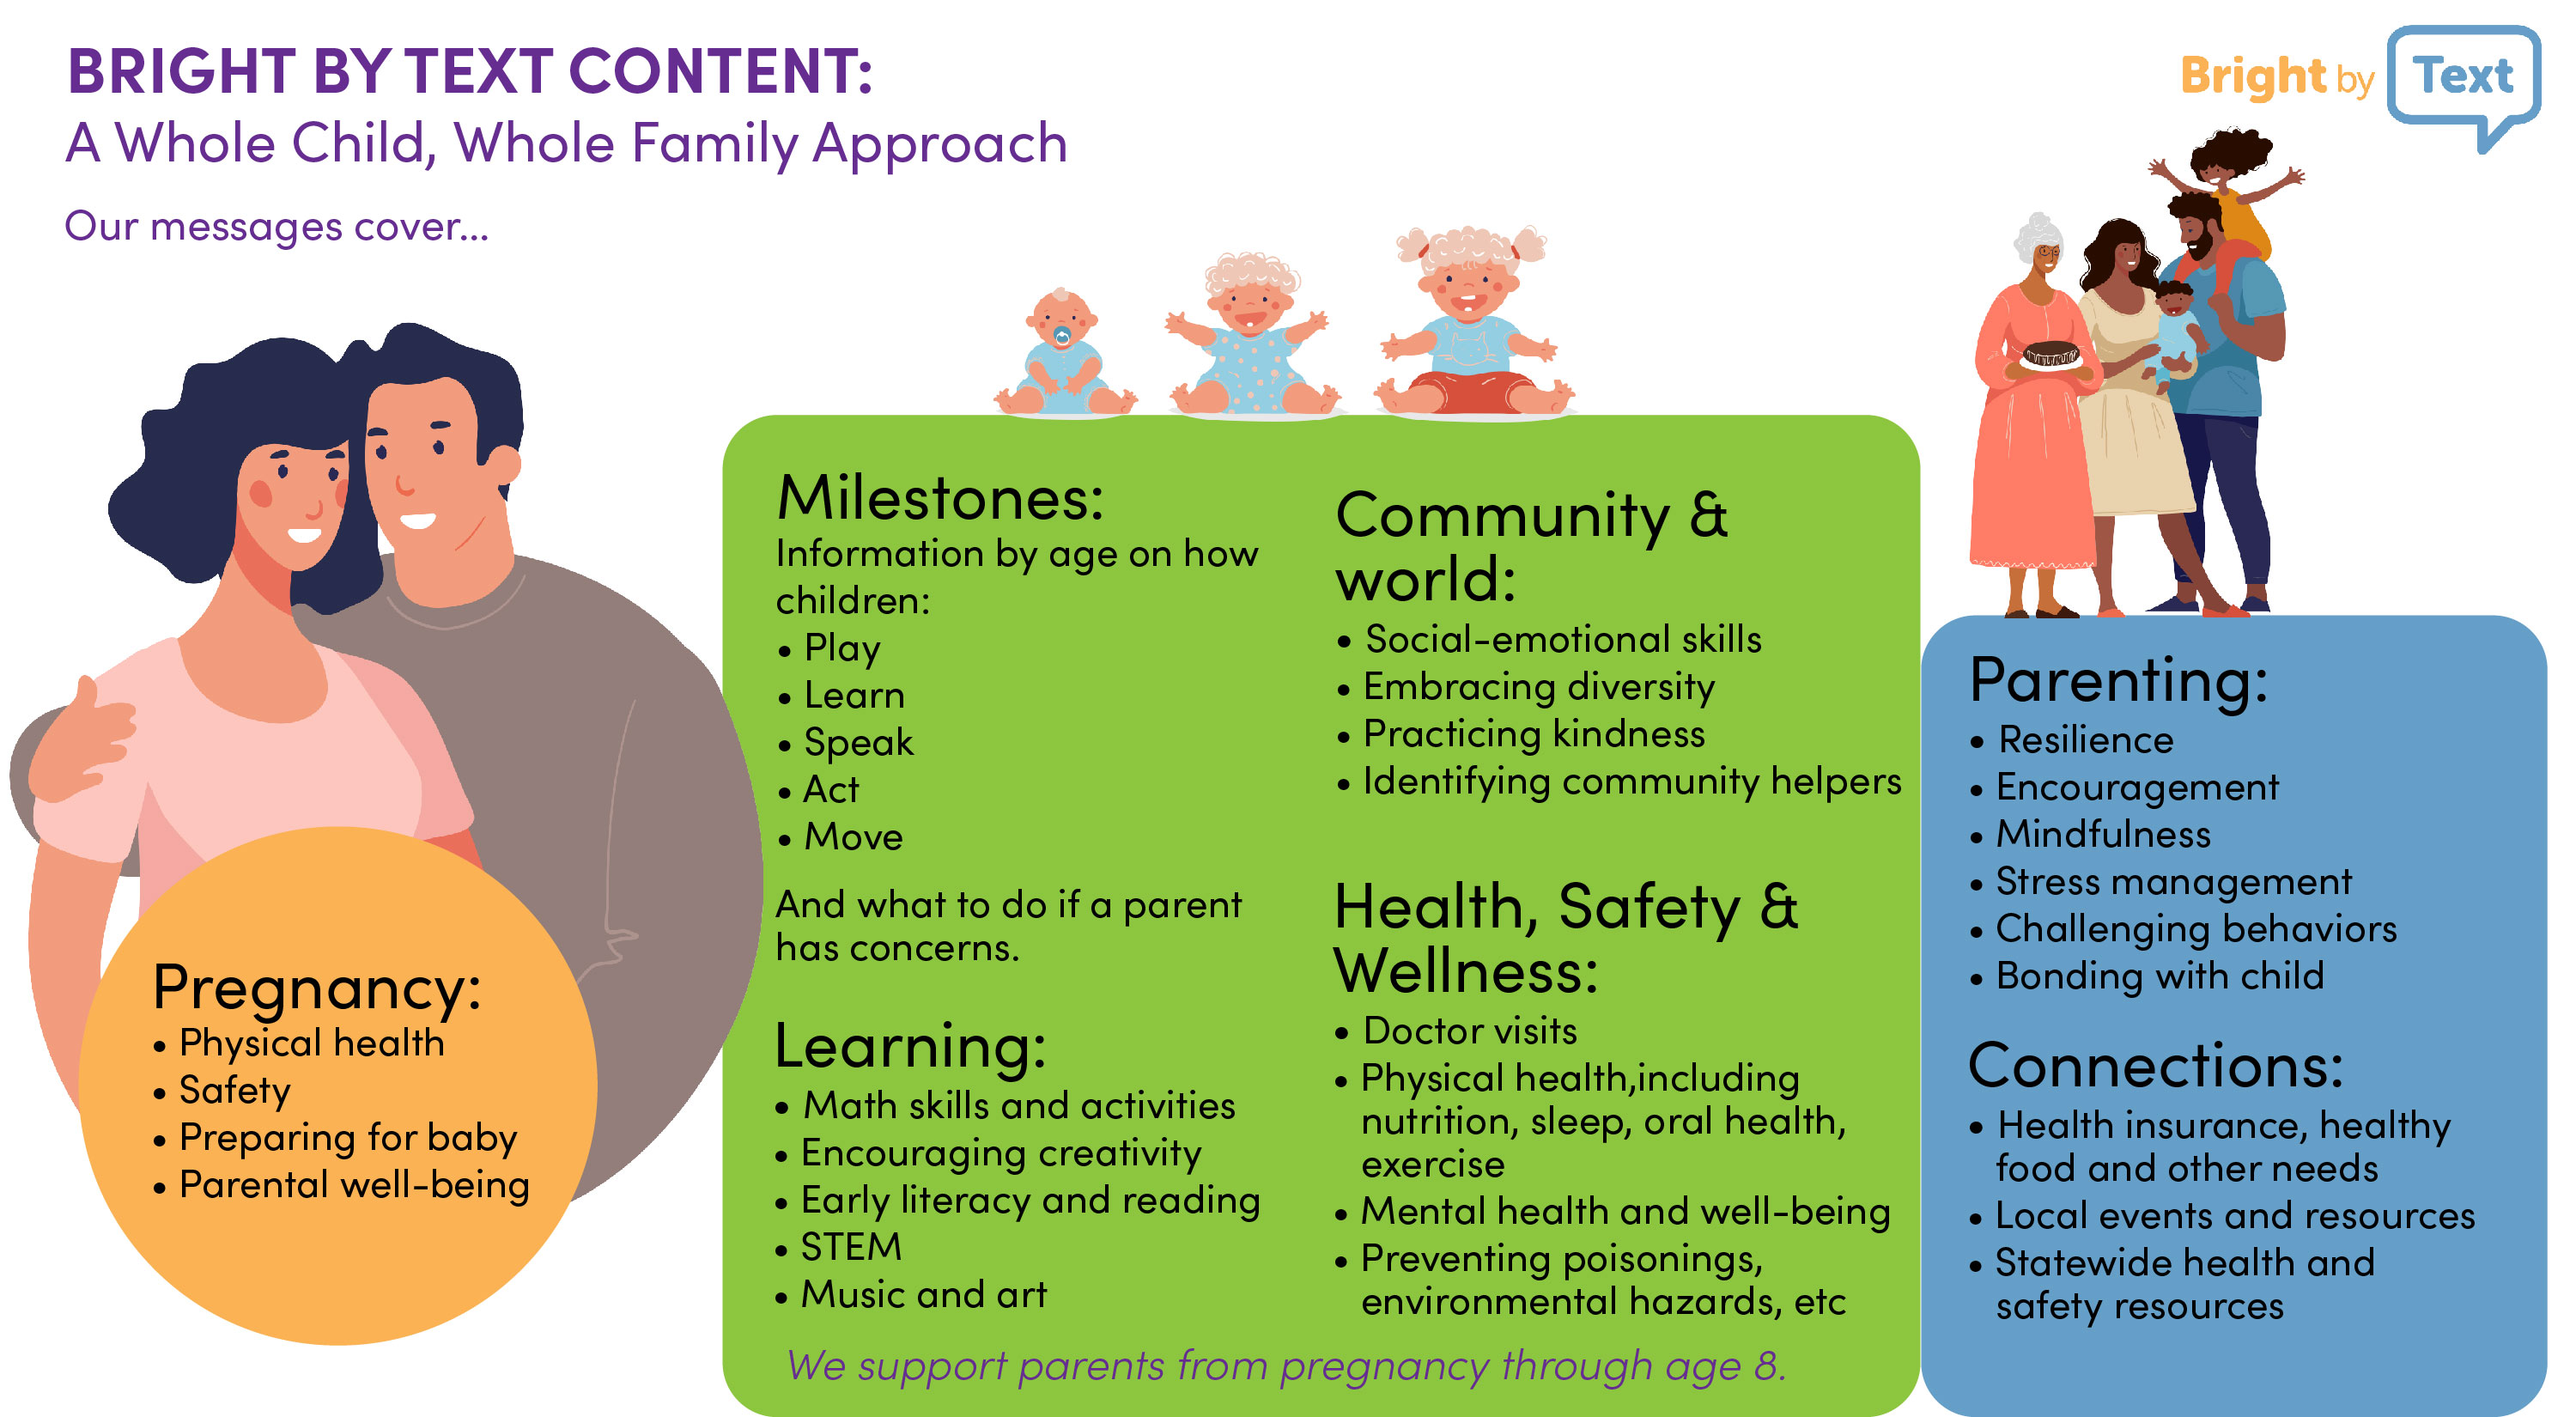 BRIGHT BY TEXT CONTENT:
A Whole Child, Whole Family Approach
Our messages cover...
Bright by Text
Pregnancy:
• Physical health
• Safety
• Preparing for baby
• Parental well-being
Milestones:
Information by age on how
children:
• Play
• Learn
• Speak
• Act
• Move
And what to do if a parent
has concerns.
Learning:
• Math skills and activities
• Encouraging creativity
• Early literacy and reading
• STEM
• Music and art
Community &
world:
• Social-emotional skills
• Embracing diversity
• Practicing kindness
• Identifying community helpers
Health, Safety &
Wellness:
• Doctor visits
• Physical health,including
nutrition, sleep, oral health,
exercise
• Mental health and well-being
• Preventing poisonings,
environmental hazards, etc
We support parents from pregnancy through age 8.
Parenting:
• Resilience
• Encouragement
• Mindfulness
• Stress management
• Challenging behaviors
• Bonding with child
Connections:
• Health insurance, healthy
food and other needs
• Local events and resources
• Statewide health and
safety resources